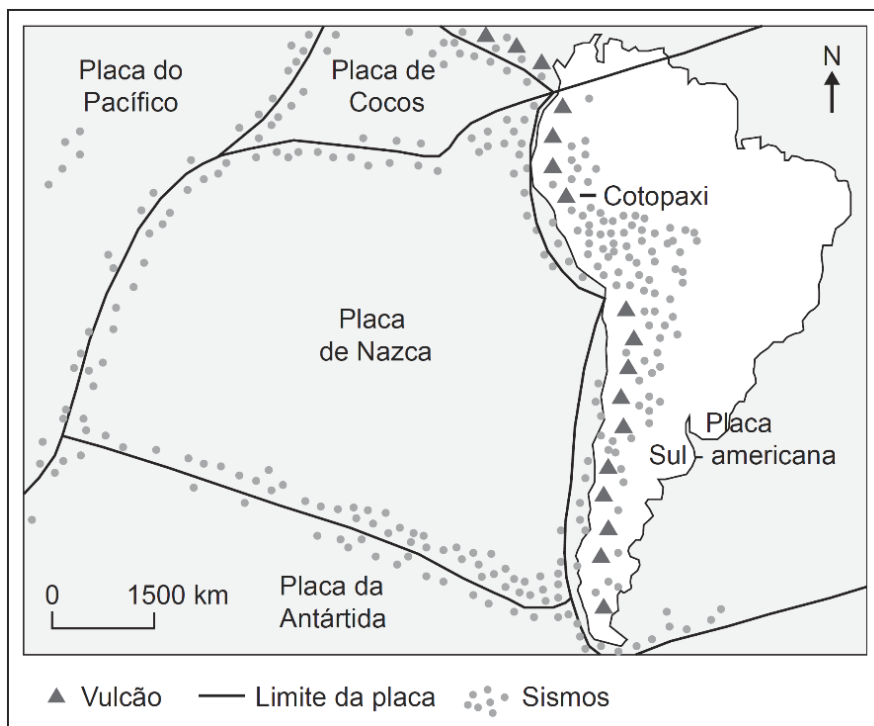 Placa do
Pacífico
Placa de
Cocos
N
Cotopaxi
Placa
de Nazca
Placa
Sul - americana
Placa da
Antártida
0 1500 km
Vulcão Limite da placa Sismos